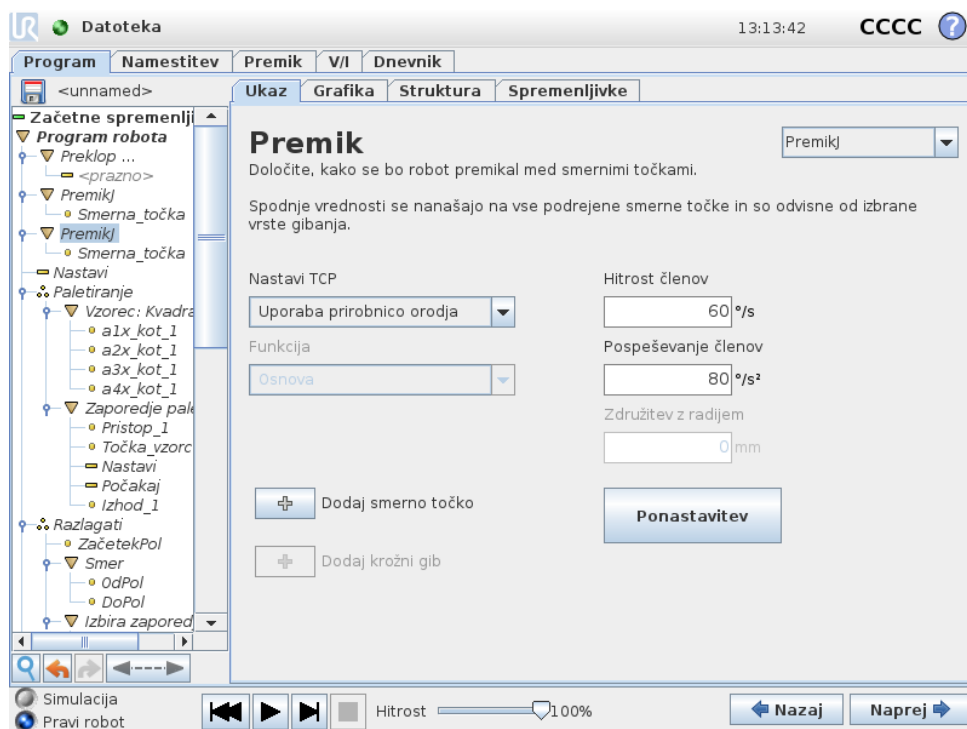 UR Datoteka 13:13:42 CCCC ?
Program Namestitev Premik V/I Dnevnik
<unnamed>
Ukaz Grafika Struktura Spremenljivke
Začetne spremenlji
Program robota
Preklop ...
<prazno>
PremikJ
Smerna_točka
PremikJ
Smerna_točka
Nastavi
Paletiranje
Vzorec: Kvadra
a1x_kot_1
a2x_kot_1
a3x_kot_1
a4x_kot_1
Zaporedje pale
Pristop_1
Točka_vzorc
Nastavi
Počakaj
Izhod_1
Razlagati
ZačetekPol
Smer
OdPol
DoPol
Izbira zapored
Premik
PremikJ
Določite, kako se bo robot premikal med smernimi točkami.
Spodnje vrednosti se nanašajo na vse podrejene smerne točke in so odvisne od izbrane
vrste gibanja.
Nastavi TCP
Uporaba prirobnico orodja
Funkcija
Osnova
Hitrost členov
60 °/s
Pospeševanje členov
80 °/s²
Združitev z radijem
0 mm
Dodaj smerno točko
Dodaj krožni gib
Ponastavitev
Simulacija
Pravi robot
Hitrost 100%
Nazaj
Naprej